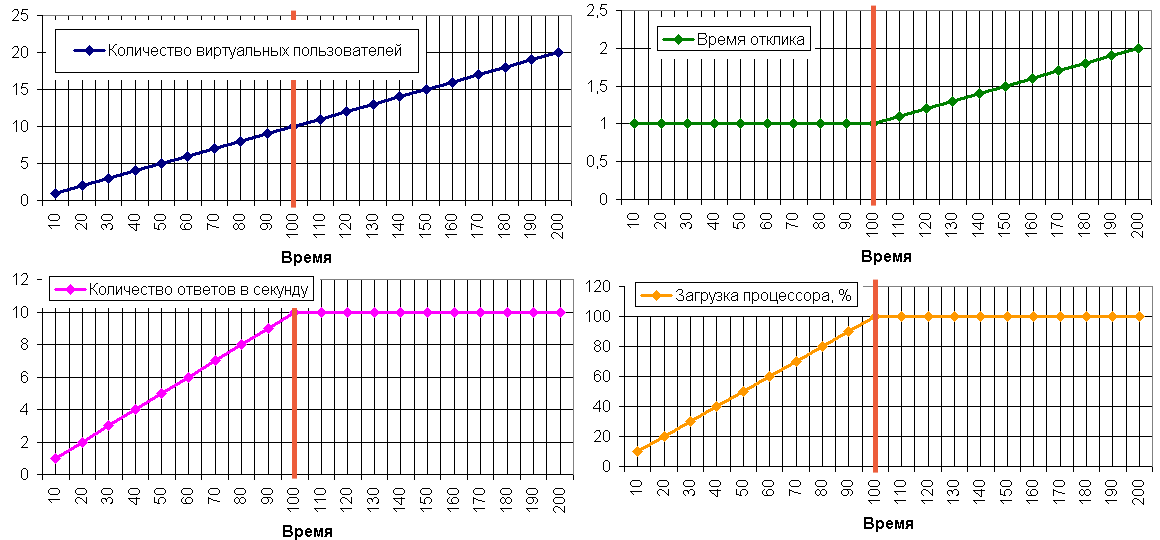 25
20
15
10
5
0
Количество виртуальных пользователей
10 20 30 40 50 60 70 80 90 100 110 120 130 140 150 160 170 180 190 200
Время
2,5
2
1,5
1
0,5
0
Время отклика
10 20 30 40 50 60 70 80 90 100 110 120 130 140 150 160 170 180 190 200
Время
12
10
8
6
4
2
0
Количество ответов в секунду
10 20 30 40 50 60 70 80 90 100 110 120 130 140 150 160 170 180 190 200
Время
120
100
80
60
40
20
0
Загрузка процессора, %
10 20 30 40 50 60 70 80 90 100 110 120 130 140 150 160 170 180 190 200
Время